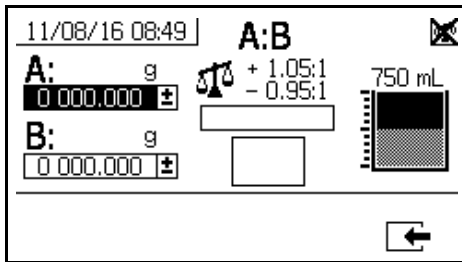 11/08/16 08:49
A:B
A: g
0 000.000 ±
+ 1.05:1
- 0.95:1
750 mL
B: g
0 000.000 ±